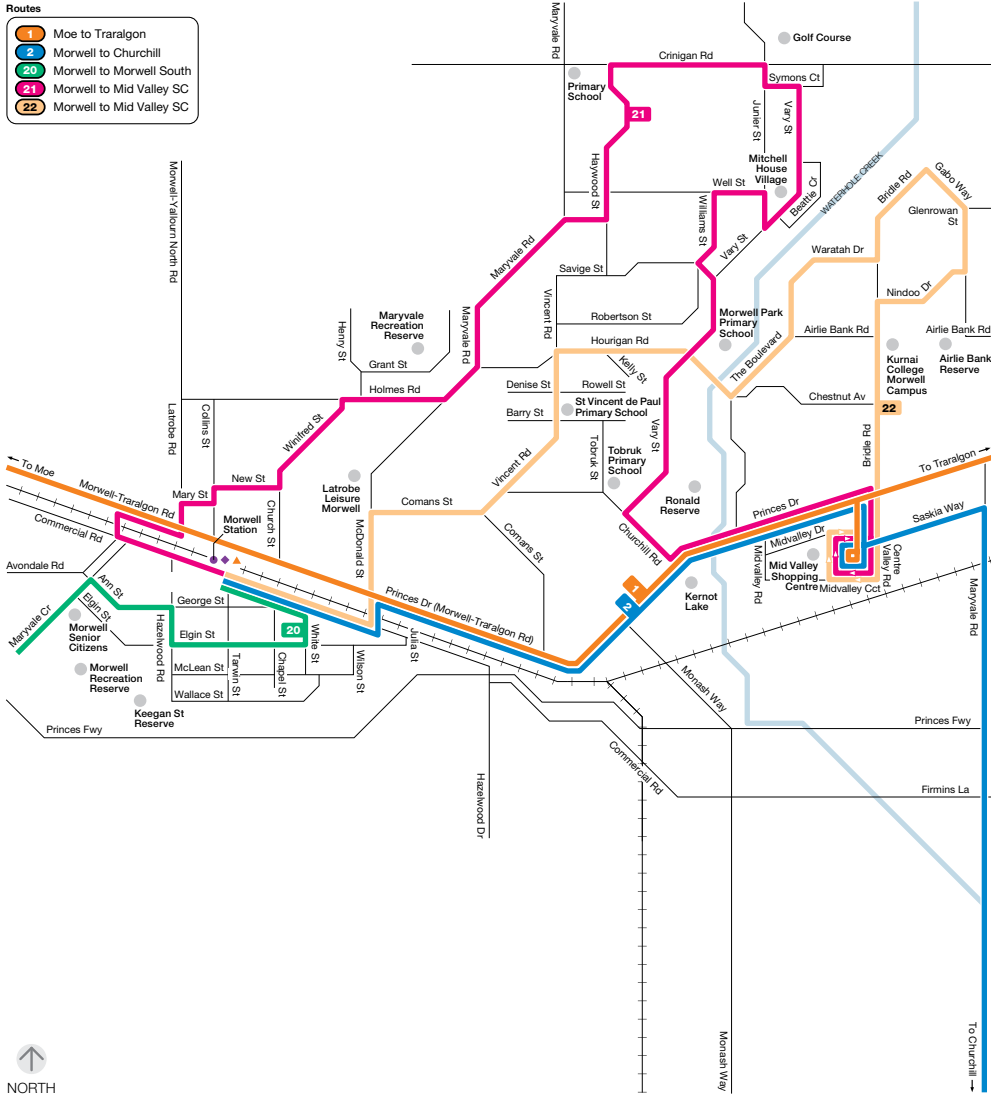 Routes
1 Moe to Traralgon
2 Morwell to Churchill
20 Morwell to Morwell South
21 Morwell to Mid Valley SC
22 Morwell to Mid Valley SC
Maryvale Rd
Golf Course
Crinigan Rd
Symons Ct
Primary
School
21
Junier St
Vary St
Haywood St
Mitchell
House
Village
Well St
Beattie Cr
WATERHOLE CREEK
Bridle Rd
Gabo Way
Glenrowan
St
Williams St
Vary St
Waratah Dr
Morwell-Yallourn North Rd
Maryvale Rd
Savige St
Nindoo Dr
Vincent Rd
Robertson St
Morwell Park
Primary
School
Airlie Bank Rd
Airlie Bank Rd
Maryvale
Recreation
Reserve
Henry St
Maryvale Rd
Hourigan Rd
Kelly St
The Boulevard
Kurnai
College
Morwell
Campus
Airlie Bank
Reserve
Grant St
Holmes Rd
Denise St
Rowell St
Chestnut Av
22
St Vincent de Paul
Primary School
Barry St
Latrobe Rd
Collins St
Winifred St
Vary St
Tobruk St
Tobruk
Primary
School
Bridle Rd
To Moe
Vincent Rd
To Traralgon
New St
Latrobe
Leisure
Morwell
Ronald
Reserve
Morwell-Traralgon Rd
Mary St
Comans St
Princes Dr
Saskia Way
Commercial Rd
Morwell
Station
Church St
McDonald St
Comans St
Churchill Rd
Midvalley Dr
Midvalley Rd
Mid Valley
Shopping
Centre
Centre
Valley Rd
Midvalley Cct
Avondale Rd
Ann St
Elgin St
Maryvale Cr
George St
Princes Dr (Morwell-Traralgon Rd)
1
2
Kernot
Lake
Maryvale Rd
Morwell
Senior
Citizens
Hazelwood Rd
Elgin St
20
White St
Julia St
McLean St
Tarwin St
Chapel St
Wilson St
Morwell
Recreation
Reserve
Wallace St
Keegan St
Reserve
Monash Way
Princes Fwy
Princes Fwy
Commercial Rd
Hazelwood Dr
Firmins La
Monash Way
To Churchill
NORTH